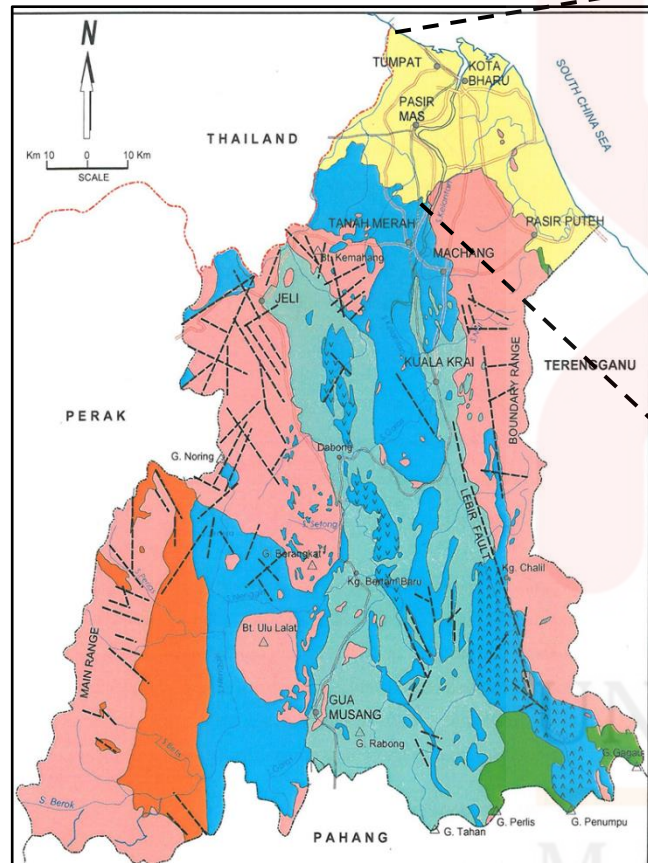 N
Km 10 0 10 Km
SCALE
THAILAND
TUMPAT
KOTA
BHARU
PASIR
MAS
SOUTH CHINA SEA
PASIR PUTEH
TANAH MERAH
MACHANG
Bt. Kemahang
JELI
KUALA KRAI
BOUNDARY RANGE
TERENGGANU
PERAK
G. Noring
Dabong
LEBIR FAULT
G. Berangkat
Kg. Bertam Baru
Kg. Chalil
Bt. Ulu Lalat
MAIN RANGE
GUA
MUSANG
G. Rabong
S. Berok
G. Tahan
G. Perlis
G. Penumpu
PAHANG
UN
M